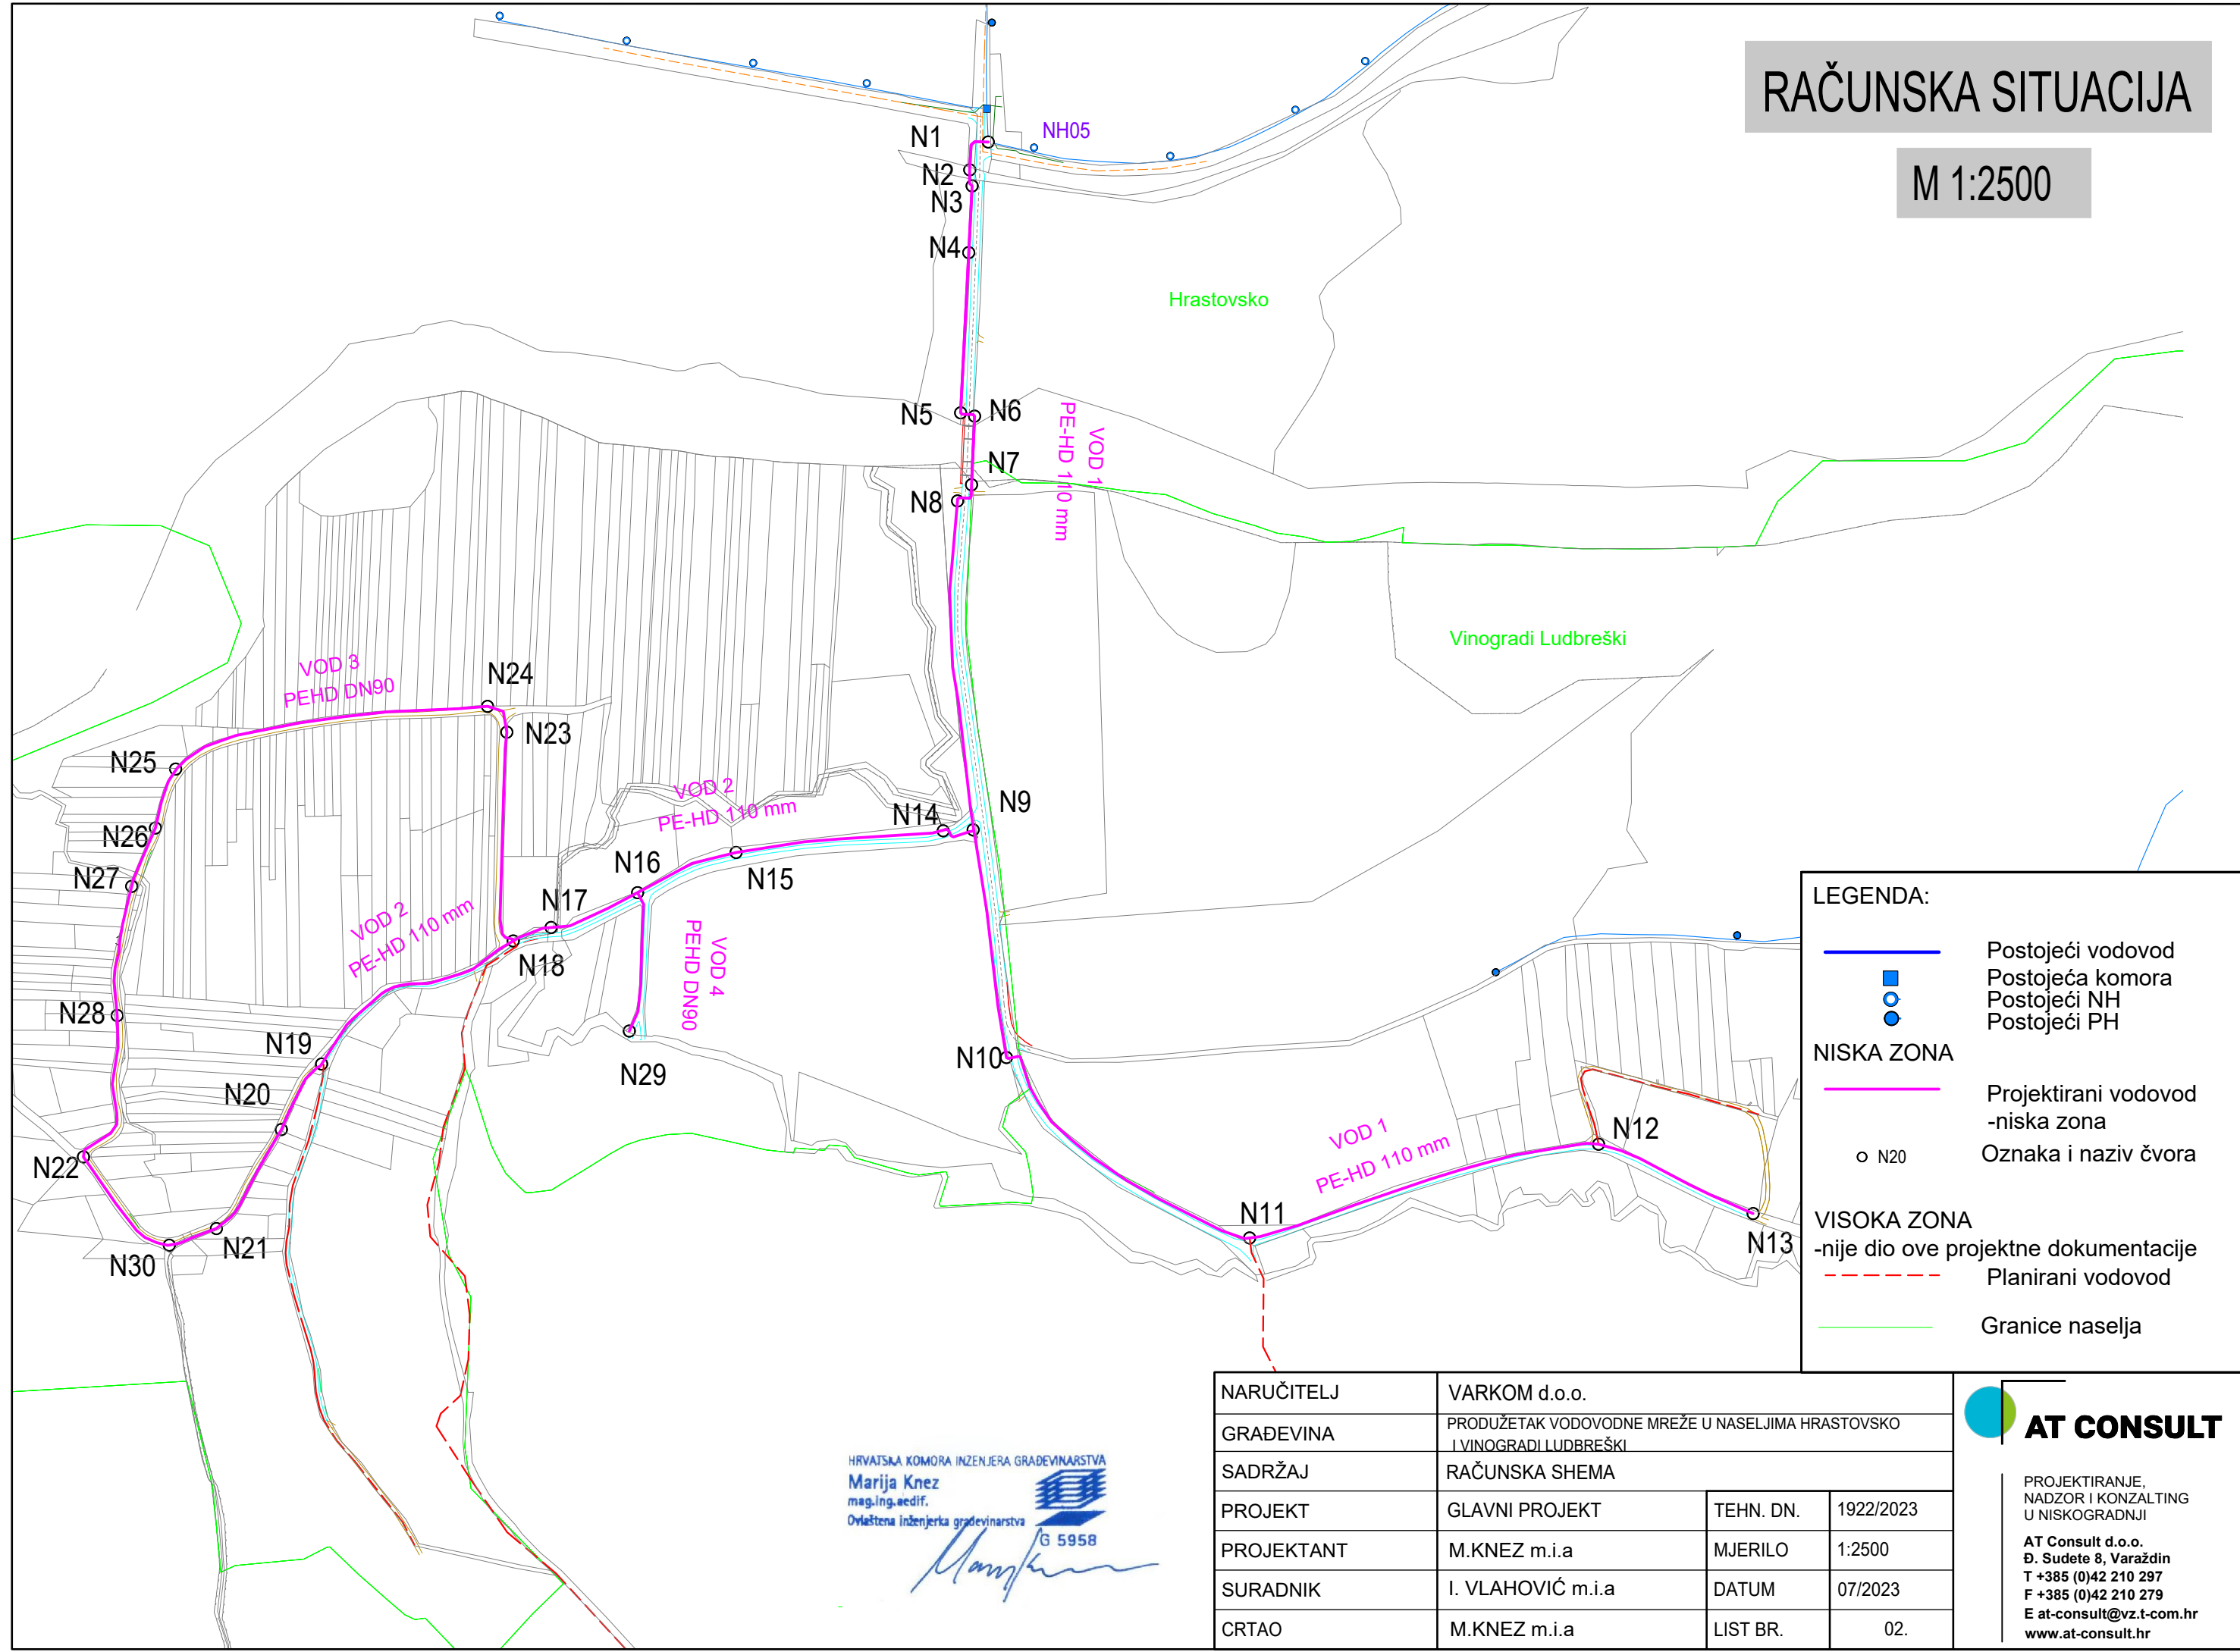 RAČUNSKA SITUACIJA
M 1:2500
N1
NH05
N2
N3
N4
Hrastovsko
N5
N6
VOD 1
PE-HD 110 mm
N7
N8
Vinogradi Ludbreški
VOD 3
PEHD DN90
N24
N23
N25
VOD 2
PE-HD 110 mm
N14
N9
N26
N27
N16
N15
N17
VOD 2
PE-HD 110 mm
N18
VOD 4
PEHD DN90
N28
N19
N29
N10
N20
N22
N21
N30
VOD 1
PE-HD 110 mm
N11
N12
N13
LEGENDA:
Postojeći vodovod
Postojeća komora
Postojeći NH
Postojeći PH
NISKA ZONA
Projektirani vodovod
-niska zona
N20 Oznaka i naziv čvora
VISOKA ZONA
-nije dio ove projektne dokumentacije
Planirani vodovod
Granice naselja
HRVATSKA KOMORA INŽENJERA GRAĐEVINARSTVA
Marija Knez
mag.ing.aedif.
Ovlaštena inženjerka građevinarstva
G 5958
NARUČITELJ VARKOM d.o.o.
GRAĐEVINA PRODUŽETAK VODOVODNE MREŽE U NASELJIMA HRASTOVSKO
I VINOGRADI LUDBREŠKI
SADRŽAJ RAČUNSKA SHEMA
PROJEKT GLAVNI PROJEKT TEHN. DN. 1922/2023
PROJEKTANT M.KNEZ m.i.a MJERILO 1:2500
SURADNIK I. VLAHOVIĆ m.i.a DATUM 07/2023
CRTAO M.KNEZ m.i.a LIST BR. 02.
AT CONSULT
PROJEKTIRANJE,
NADZOR I KONZALTING
U NISKOGRADNJI
AT Consult d.o.o.
Đ. Sudete 8, Varaždin
T +385 (0)42 210 297
F +385 (0)42 210 279
E at-consult@vz.t-com.hr
www.at-consult.hr